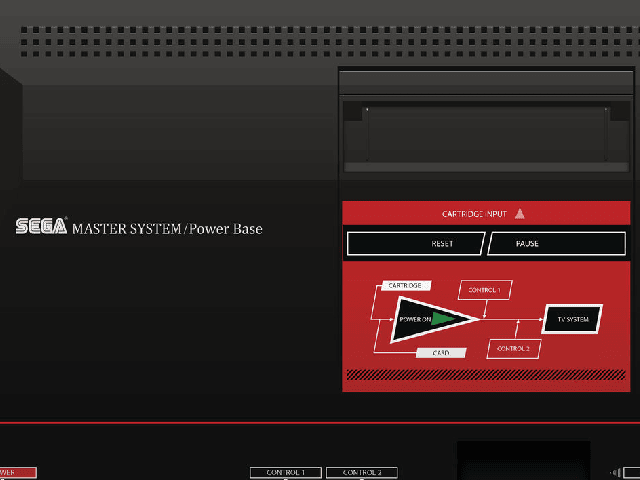 CARTRIDGE INPUT
SEGA® MASTER SYSTEM/Power Base
RESET
PAUSE
CARTRIDGE
CONTROL 1
POWER ON
TV SYSTEM
CONTROL 2
CARD
CONTROL 1
CONTROL 2